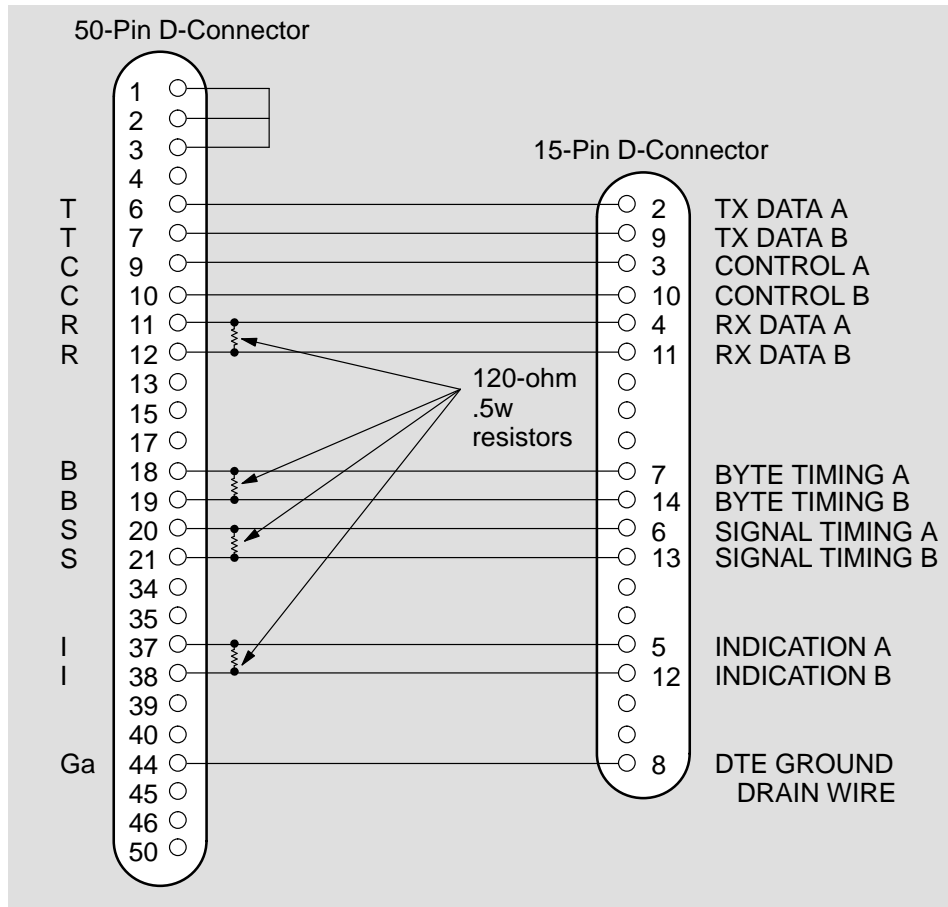 50-Pin D-Connector
1
2
3
15-Pin D-Connector
4
T 6 2 TX DATA A
T 7 9 TX DATA B
C 9 3 CONTROL A
C 10 10 CONTROL B
R 11 4 RX DATA A
R 12 11 RX DATA B
13
120-ohm
.5w
resistors
15
17
B 18 7 BYTE TIMING A
B 19 14 BYTE TIMING B
S 20 6 SIGNAL TIMING A
S 21 13 SIGNAL TIMING B
34
35
I 37 5 INDICATION A
I 38 12 INDICATION B
39
40
Ga 44 8 DTE GROUND
DRAIN WIRE
45
46
50